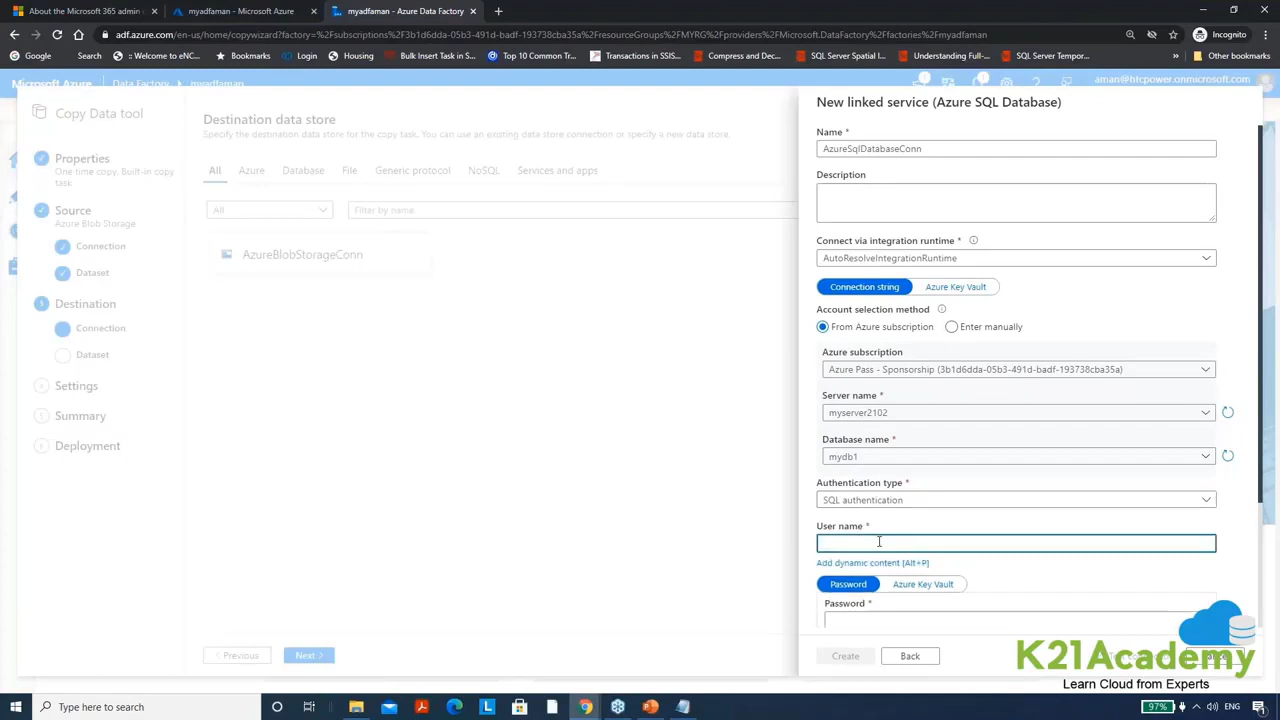 About the Microsoft 365 admin c
myadfaman - Microsoft Azure
myadfaman - Azure Data Factory
adf.azure.com/en-us/home/copywizard?factory=%2Fsubscriptions%2F3b1d6dda-05b3-491d-badf-193738cba35a%2FresourceGroups%2FMYRG%2Fproviders%2FMicrosoft.DataFactory%2Ffactories%2Fmyadfaman
Incognito
Google
Search
:: Welcome to eNC...
Bhavcopy
Bulk Insert Task in S...
Top 10 Common Tr...
Transactions in SSIS...
Compress and Dec...
SQL Server Spatial I...
Understanding Cro...
SQL Server Tempor...
Other bookmarks
Microsoft Azure
Data Factory
myadfaman
aman@htcpower.onmicrosoft.com
Copy Data tool
Properties
One time copy. Built-in copy
task
Source
Azure Blob Storage
Connection
Dataset
3 Destination
Connection
Dataset
4 Settings
5 Summary
6 Deployment
Destination data store
Specify the destination data store for the copy task. You can use an existing data store connection or specify a new data store.
All Azure Database File Generic protocol NoSQL Services and apps
All
Filter by name
AzureBlobStorageConn
< Previous
Next >
New linked service (Azure SQL Database)
Name *
AzureSqlDatabaseConn
Description
Connect via integration runtime *
AutoResolveIntegrationRuntime
Connection string
Azure Key Vault
Account selection method
From Azure subscription
Enter manually
Azure subscription
Azure Pass - Sponsorship (3b1d6dda-05b3-491d-badf-193738cba35a)
Server name *
myserver2102
Database name *
mydb1
Authentication type *
SQL authentication
User name *
Add dynamic content [Alt+P]
Password
Azure Key Vault
Password *
Create
Back
K21Academy
Learn Cloud from Experts
Type here to search
97%
ENG